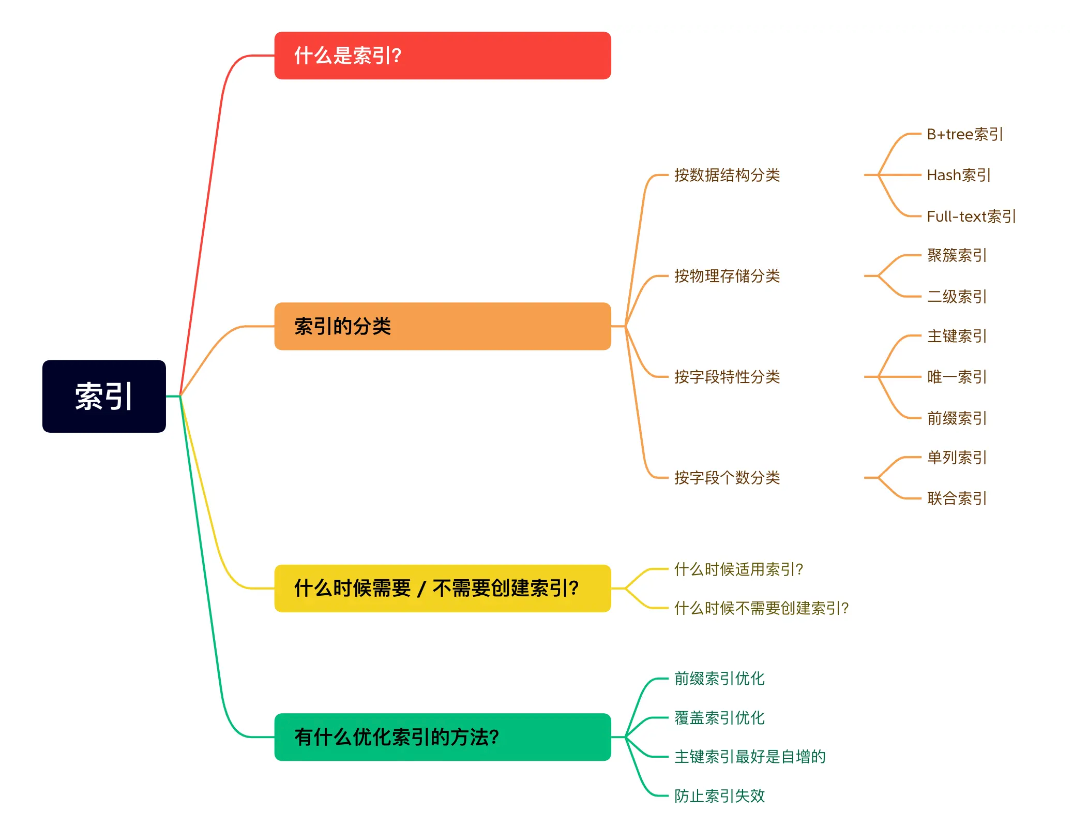 索引
什么是索引?
索引的分类
按数据结构分类
B+tree索引
Hash索引
Full-text索引
按物理存储分类
聚簇索引
二级索引
按字段特性分类
主键索引
唯一索引
前缀索引
按字段个数分类
单列索引
联合索引
什么时候需要 / 不需要创建索引?
什么时候适用索引?
什么时候不需要创建索引?
有什么优化索引的方法?
前缀索引优化
覆盖索引优化
主键索引最好是自增的
防止索引失效